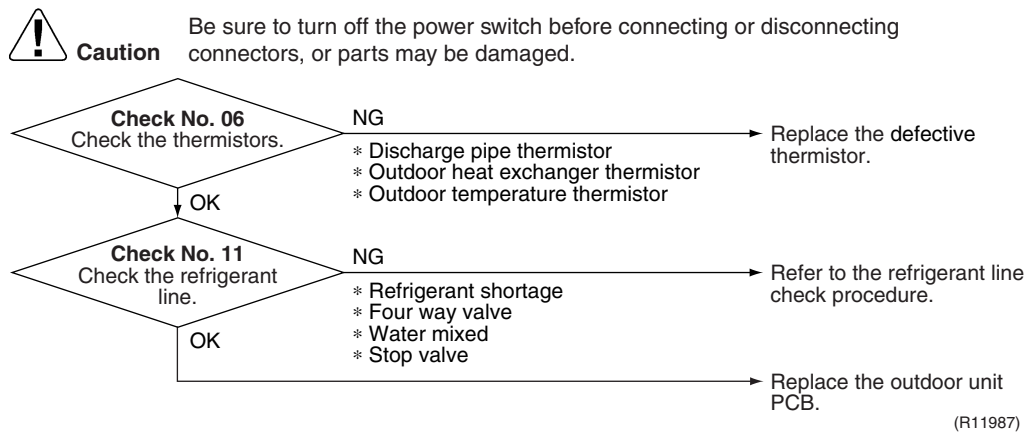 Be sure to turn off the power switch before connecting or disconnecting
Caution connectors, or parts may be damaged.
Check No. 06
Check the thermistors.
NG
∗ Discharge pipe thermistor
∗ Outdoor heat exchanger thermistor
∗ Outdoor temperature thermistor
Replace the defective
thermistor.
OK
Check No. 11
Check the refrigerant
line.
NG
∗ Refrigerant shortage
∗ Four way valve
∗ Water mixed
∗ Stop valve
Refer to the refrigerant line
check procedure.
OK
Replace the outdoor unit
PCB.
(R11987)